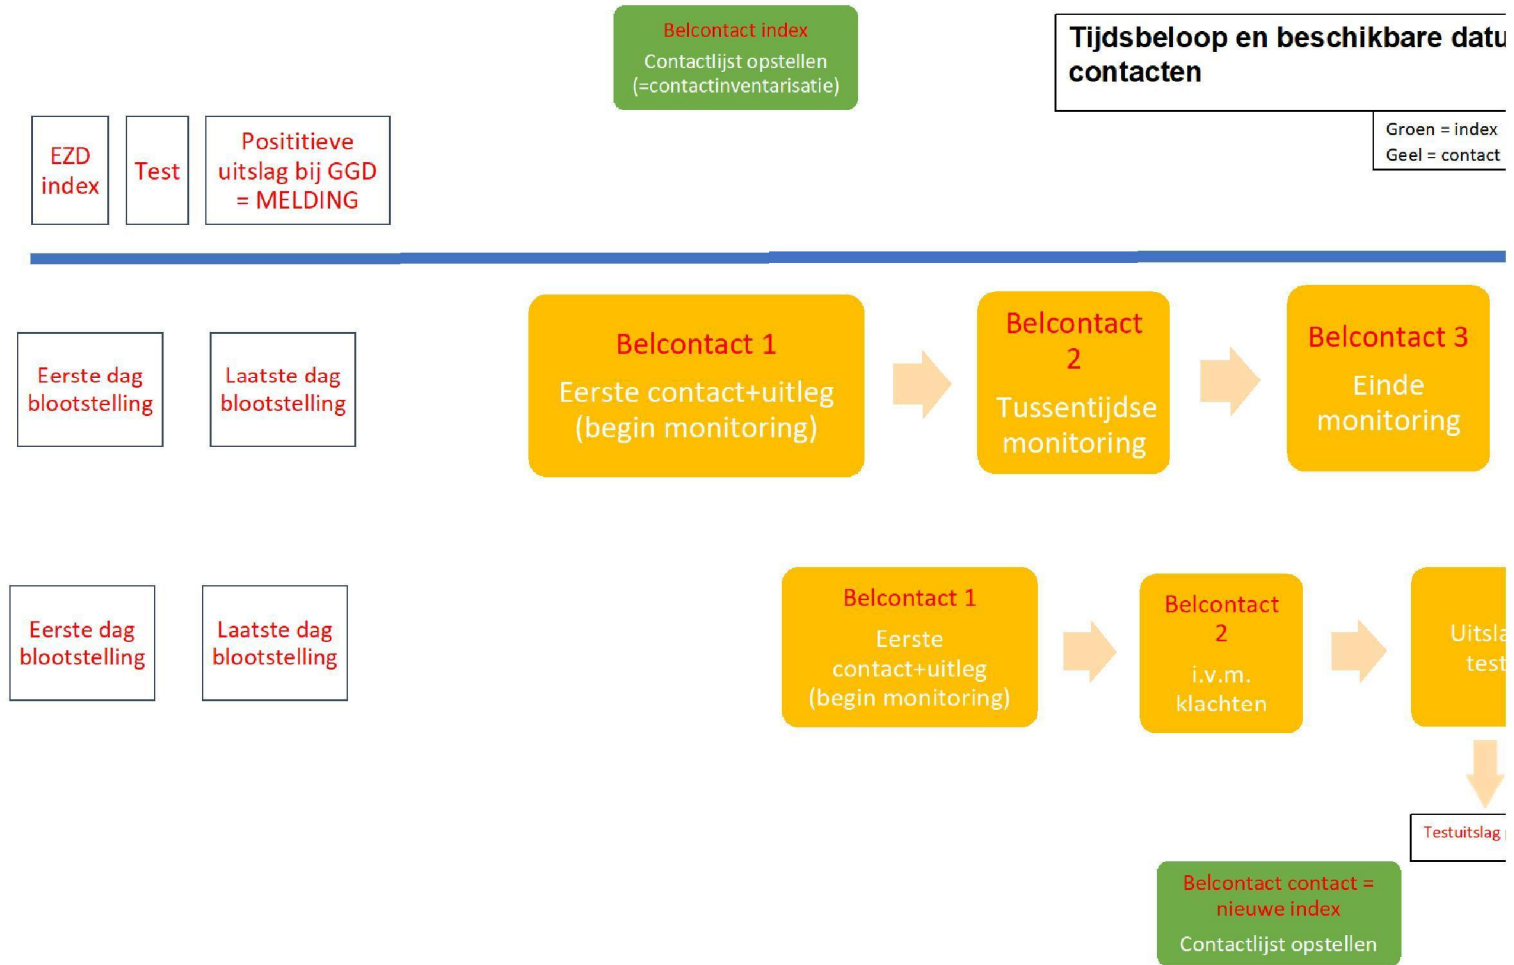 Belcontact index
Contactlijst opstellen
(=contactinventarisatie)
Tijdsbeloop en beschikbare datu
contacten
Groen = index
Geel = contact
EZD
index
Test
Posititieve
uitslag bij GGD
= MELDING
Eerste dag
blootstelling
Laatste dag
blootstelling
Belcontact 1
Eerste contact+uitleg
(begin monitoring)
Belcontact
2
Tussentijdse
monitoring
Belcontact 3
Einde
monitoring
Eerste dag
blootstelling
Laatste dag
blootstelling
Belcontact 1
Eerste
contact+uitleg
(begin monitoring)
Belcontact
2
i.v.m.
klachten
Uitsla
test
Testuitslag
Belcontact contact =
nieuwe index
Contactlijst opstellen